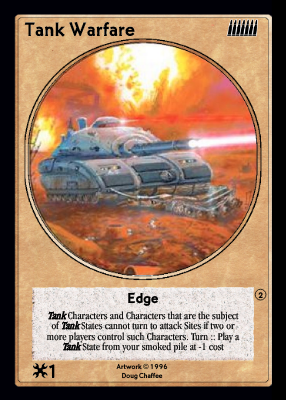 Tank Warfare
Edge
2
Tank Characters and Characters that are the subject
of Tank States cannot turn to attack Sites if two or
more players control such Characters. Turn :: Play a
Tank State from your smoked pile at -1 cost
1
Artwork © 1996
Doug Chaffee